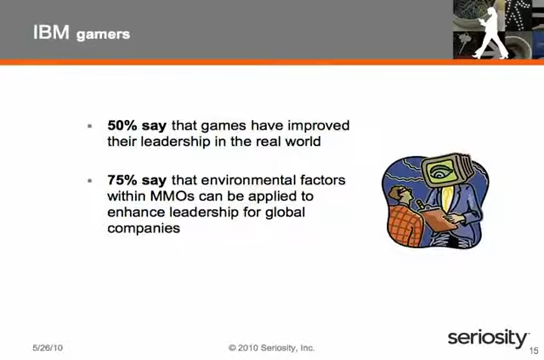 IBM gamers
50% say that games have improved
their leadership in the real world
75% say that environmental factors
within MMOs can be applied to
enhance leadership for global
companies
5/26/10
© 2010 Seriosity, Inc.
seriosity
15